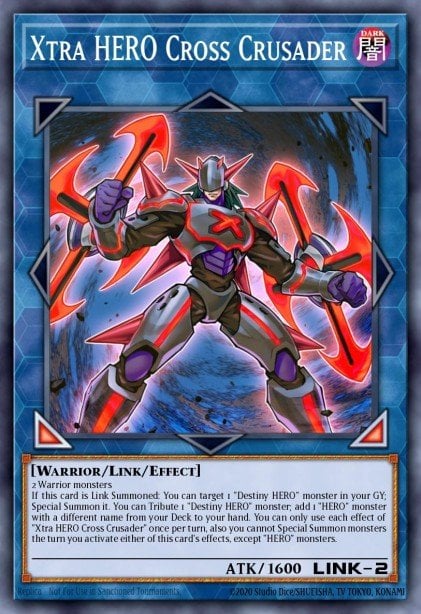 Xtra HERO Cross Crusader
DARK
闇
[Warrior/Link/Effect]
2 Warrior monsters
If this card is Link Summoned: You can target 1 "Destiny HERO" monster in your GY;
Special Summon it. You can Tribute 1 "Destiny HERO" monster; add 1 "HERO" monster
with a different name from your Deck to your hand. You can only use each effect of
"Xtra HERO Cross Crusader" once per turn, also you cannot Special Summon monsters
the turn you activate either of this card's effects, except "HERO" monsters.
ATK/1600 LINK-2
Replica - Not For Use in Sanctioned Tornaments
©2020 Studio Dice/SHUEISHA, TV TOKYO, KONAMI